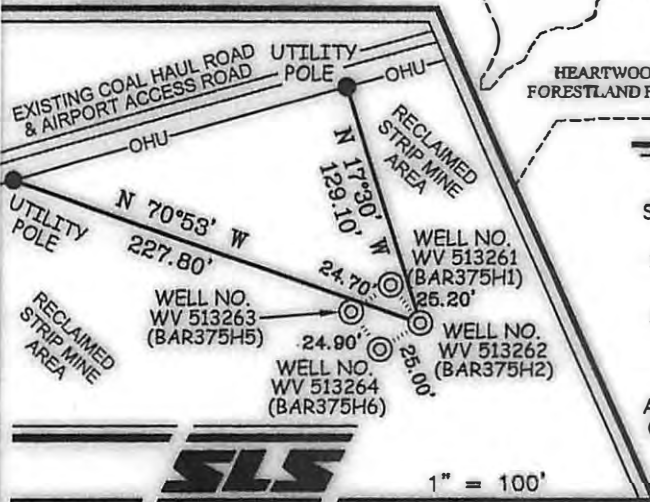 EXISTING COAL HAUL ROAD
& AIRPORT ACCESS ROAD
UTILITY
POLE
OHU
OHU
HEARTWOO
FORESTLAND F
RECLAIMED
STRIP MINE
AREA
N 17°30' W
129.10'
UTILITY
POLE
N 70°53' W
227.80'
WELL NO.
WV 513261
(BAR375H1)
24.70'
25.20'
WELL NO.
WV 513263
(BAR375H5)
RECLAIMED
STRIP MINE
AREA
WELL NO.
WV 513262
(BAR375H2)
24.90'
25.00'
WELL NO.
WV 513264
(BAR375H6)
SLS
1" = 100'